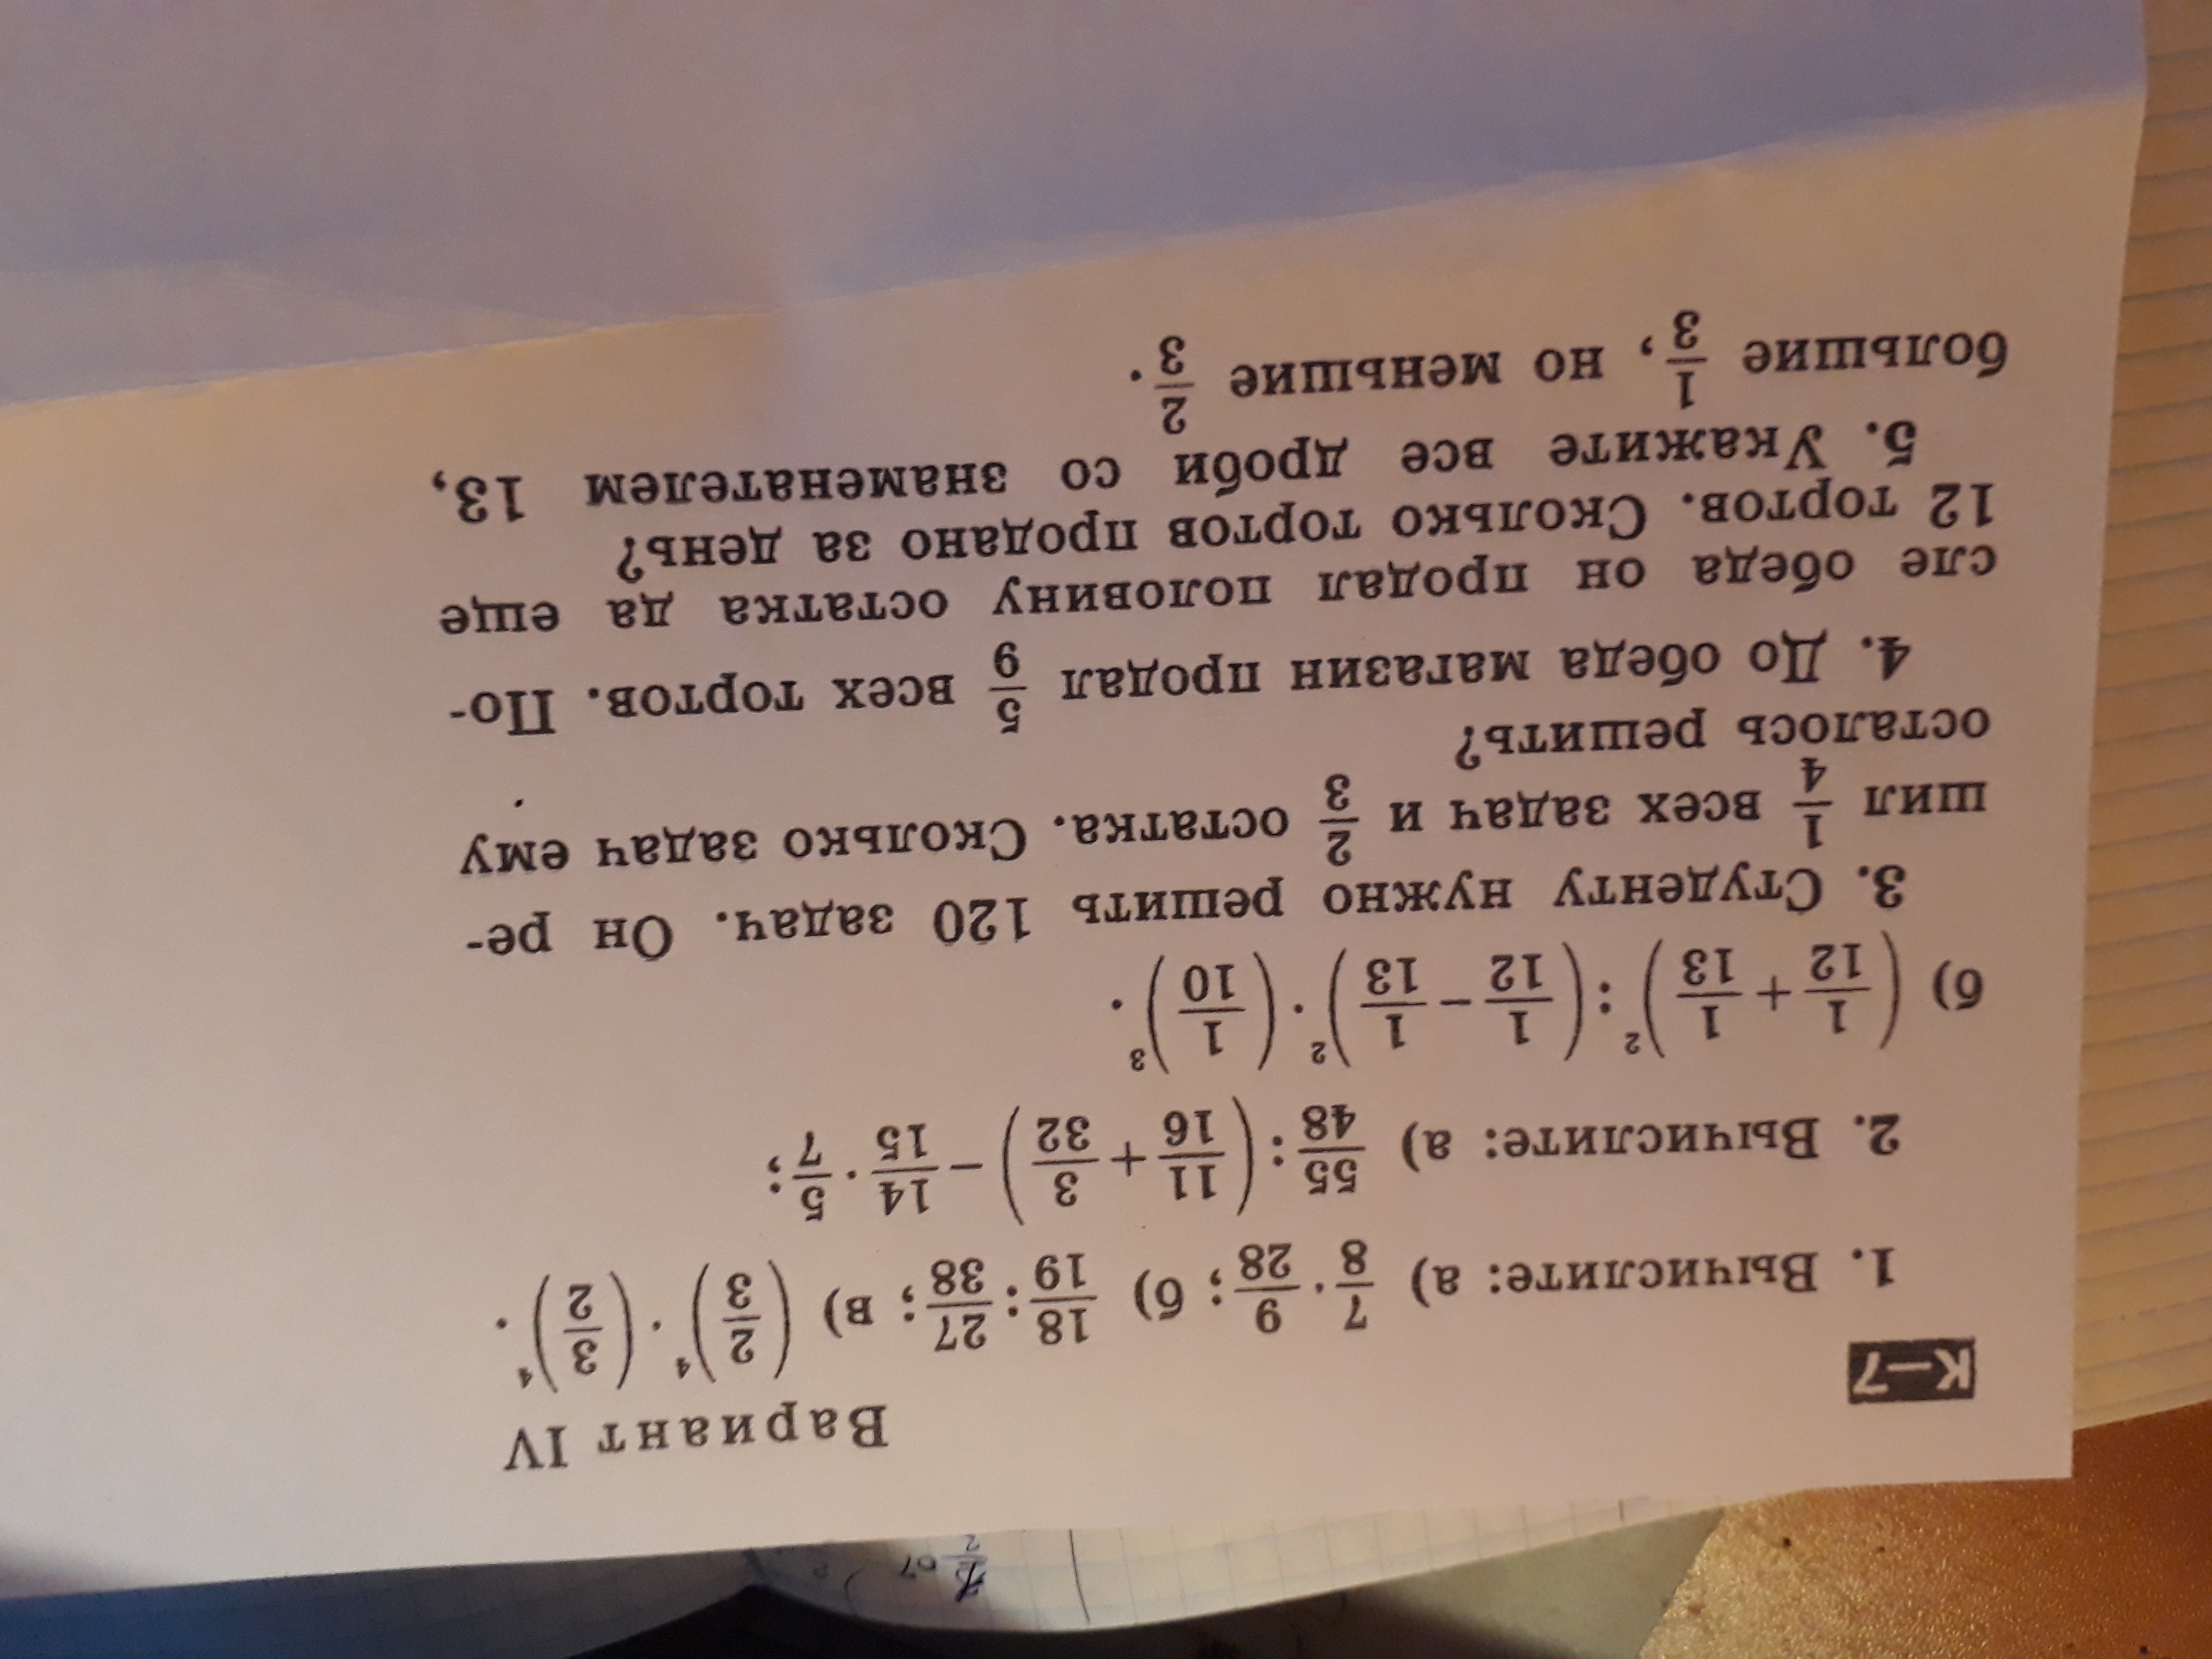 Вариант IV
К—7
1. Вычислите: а) 7/8 · 9/28; б) 18/19 : 27/38; в) (2/3)⁴ · (3/2)⁴.
2. Вычислите: а) 55/48 : (11/16 + 3/32) − 14/15 · 5/7;
б) (1/12 + 1/13)² : (1/12 − 1/13)² · (1/10)³.
3. Студенту нужно решить 120 задач. Он ре-
шил 1/4 всех задач и 2/3 остатка. Сколько задач ему
осталось решить?
4. До обеда магазин продал 5/9 всех тортов. По-
сле обеда он продал половину остатка да еще
12 тортов. Сколько тортов продано за день?
5. Укажите все дроби со знаменателем 13,
большие 1/3, но меньшие 2/3.